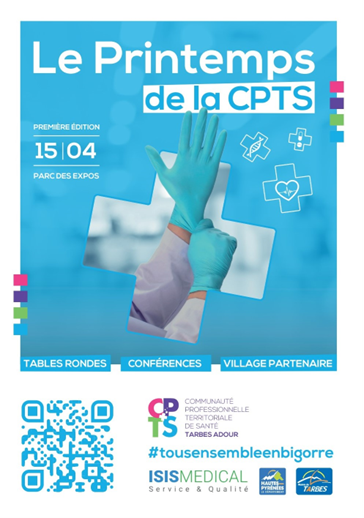 Le Printemps
de la CPTS
PREMIÈRE ÉDITION
15 | 04
PARC DES EXPOS
TABLES RONDES
CONFÉRENCES
VILLAGE PARTENAIRE
CPTS
COMMUNAUTÉ
PROFESSIONNELLE
TERRITORIALE
DE SANTÉ
TARBES ADOUR
#tousensembleenbigorre
ISISMEDICAL
Service & Qualité
HAUTES-
PYRÉNÉES
TARBES